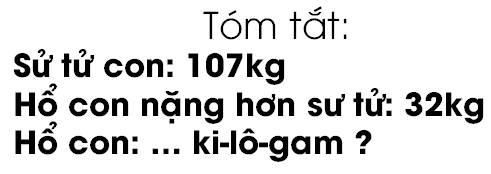 Tóm tắt:
Sử tử con: 107kg
Hổ con nặng hơn sư tử: 32kg
Hổ con: ... ki-lô-gam ?